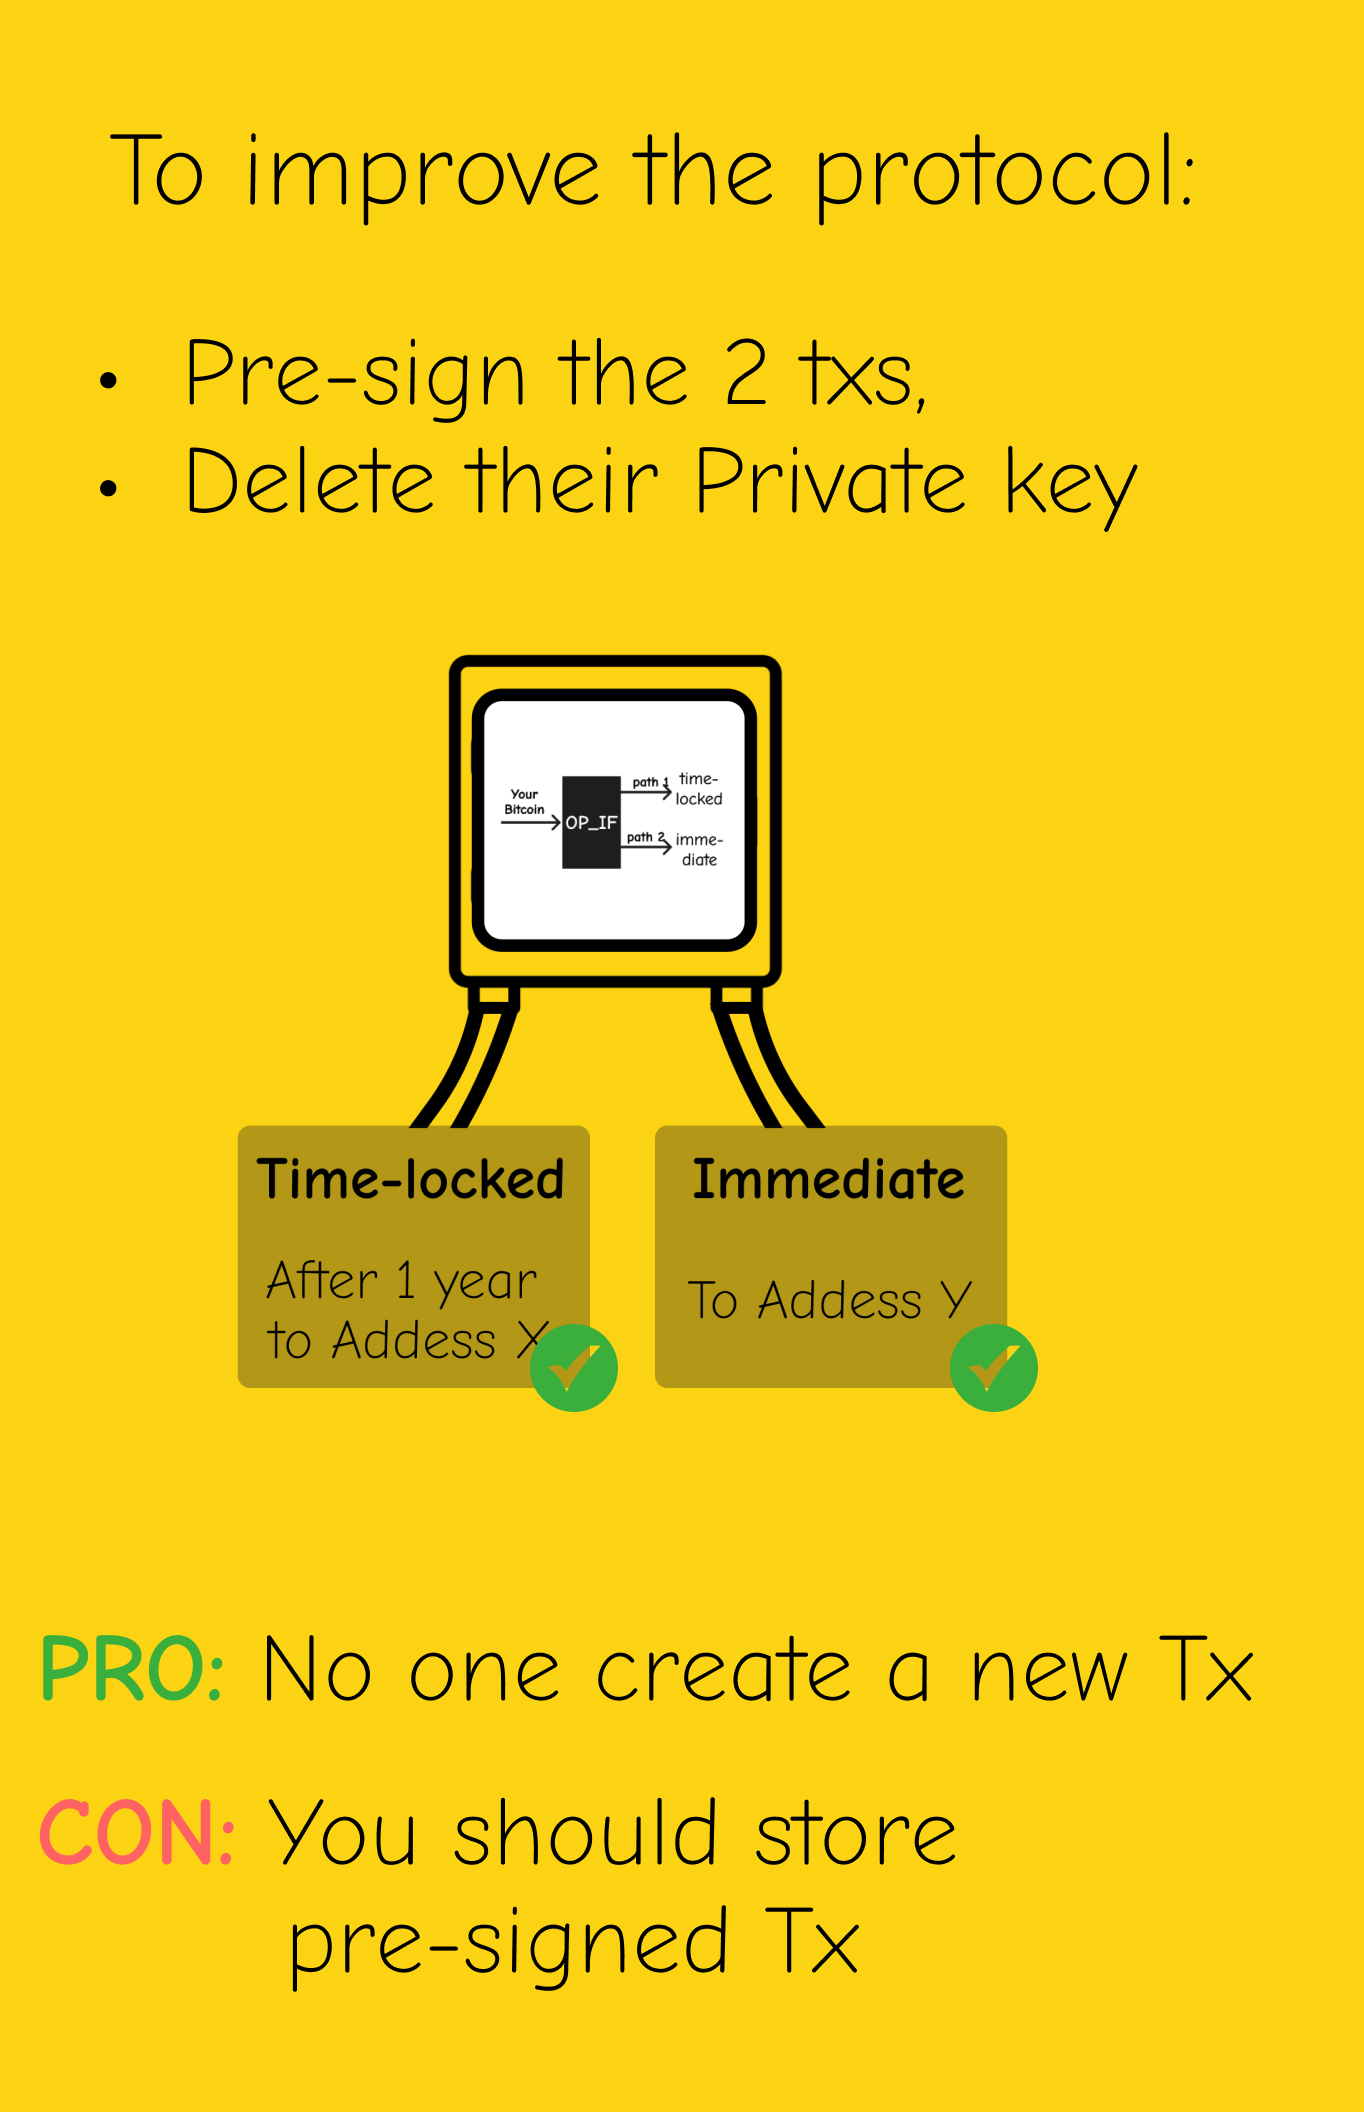 To improve the protocol:
• Pre-sign the 2 txs,
• Delete their Private key
Your
Bitcoin
OP_IF
path 1
time-
locked
path 2
imme-
diate
Time-locked
After 1 year
to Addess X
Immediate
To Addess Y
PRO: No one create a new Tx
CON: You should store
pre-signed Tx